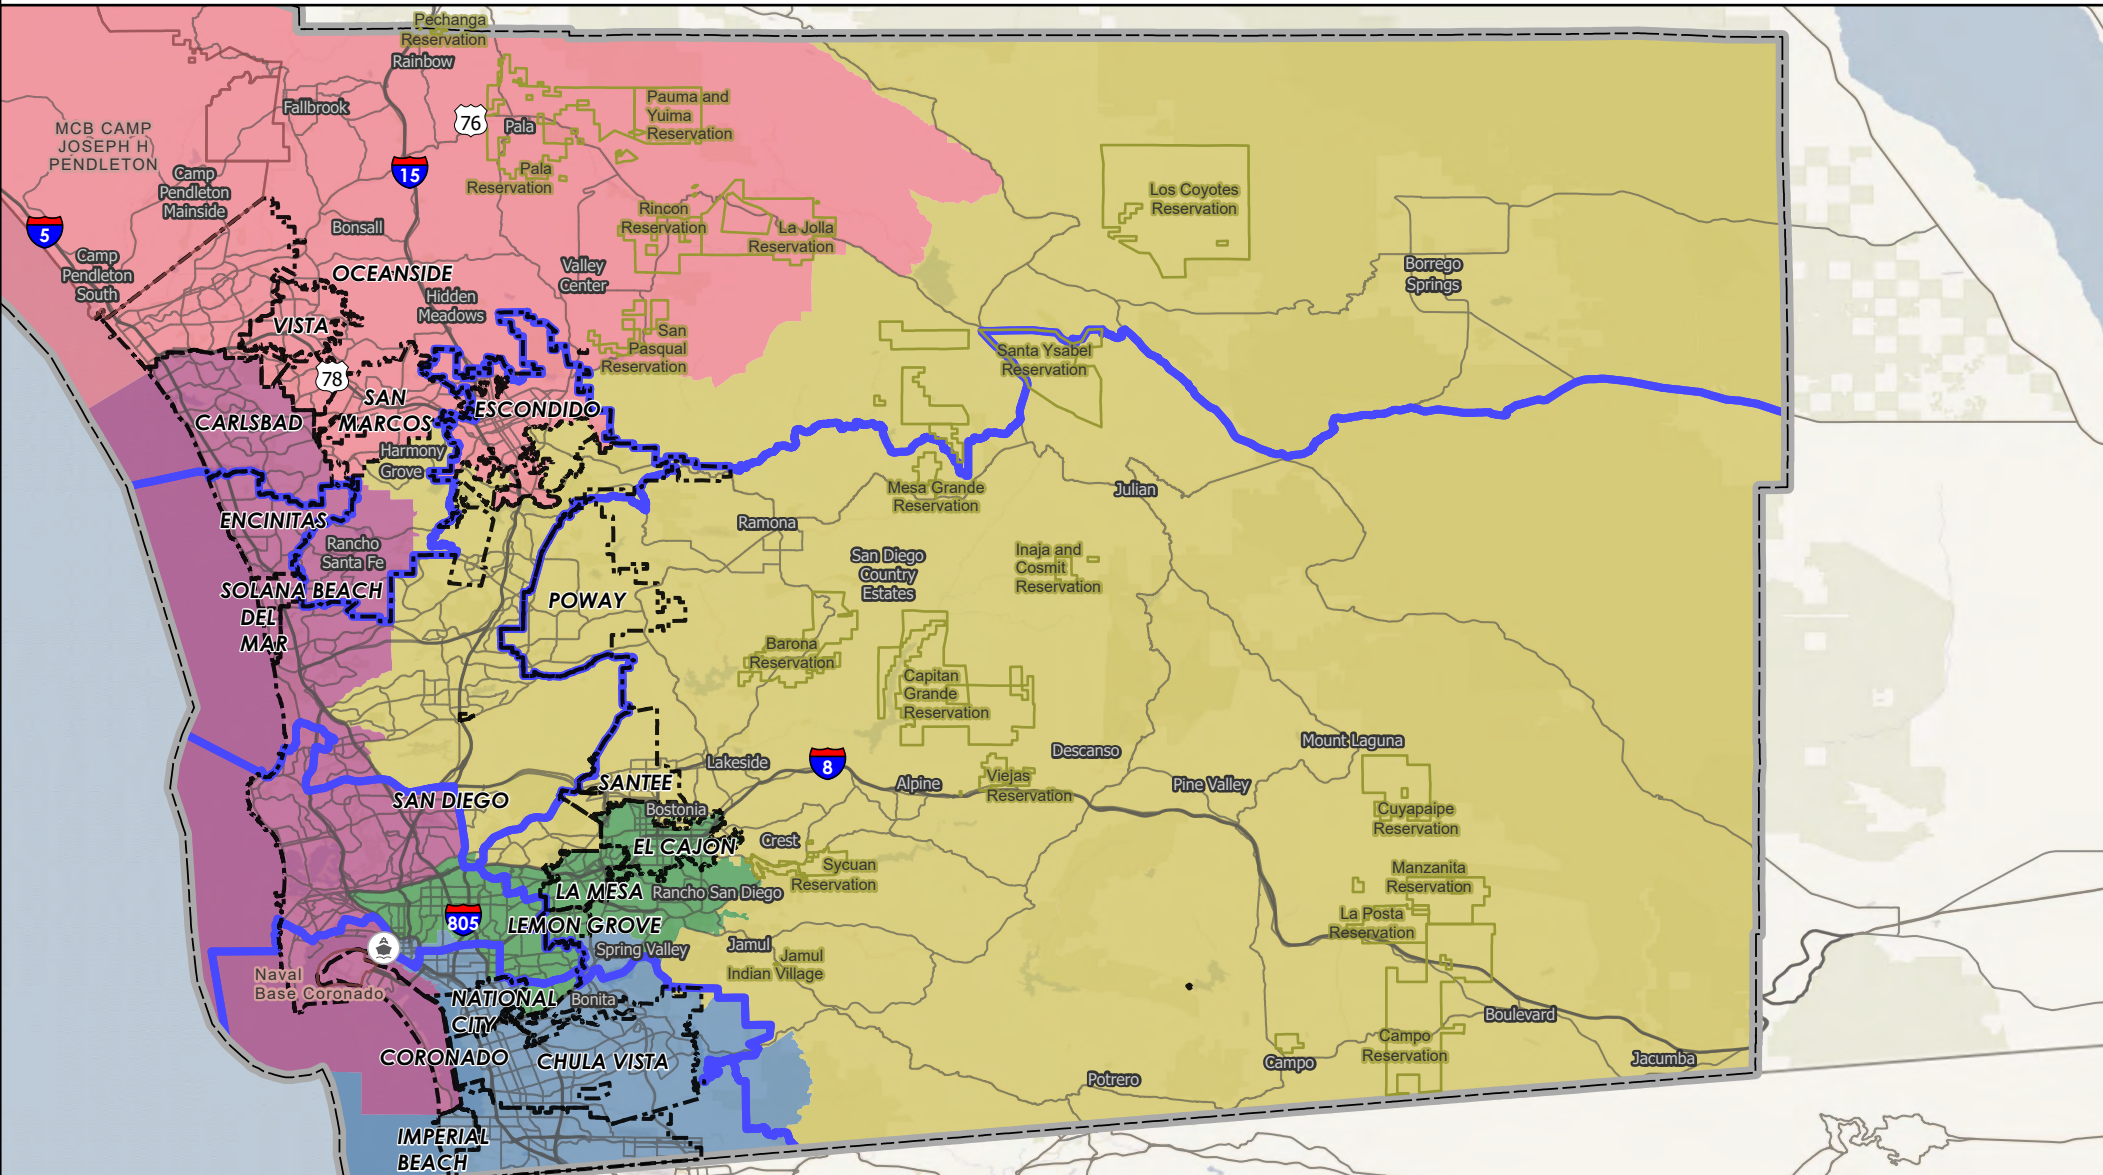 Pechanga
Reservation
Rainbow
Fallbrook
76
Pala
Pauma and
Yuima
Reservation
MCB CAMP
JOSEPH H
PENDLETON
15
Pala
Reservation
Camp
Pendleton
Mainside
Los Coyotes
Reservation
5
Bonsall
Rincon
Reservation
La Jolla
Reservation
Camp
Pendleton
South
OCEANSIDE
Valley
Center
Borrego
Springs
Hidden
Meadows
VISTA
San
Pasqual
Reservation
Santa Ysabel
Reservation
78
SAN
MARCOS
ESCONDIDO
CARLSBAD
Harmony
Grove
Mesa Grande
Reservation
Julian
ENCINITAS
Ramona
Rancho
Santa Fe
San Diego
Country
Estates
Inaja and
Cosmit
Reservation
SOLANA BEACH
POWAY
DEL
MAR
Barona
Reservation
Capitan
Grande
Reservation
Mount Laguna
Descanso
Lakeside
8
SANTEE
Alpine
Viejas
Reservation
Pine Valley
SAN DIEGO
Bostonia
Cuyapaipe
Reservation
EL CAJON
Crest
Sycuan
Reservation
Manzanita
Reservation
LA MESA
Rancho San Diego
805
LEMON GROVE
La Posta
Reservation
Spring Valley
Jamul
Jamul
Indian Village
Naval
Base Coronado
NATIONAL
CITY
Bonita
Boulevard
CORONADO
CHULA VISTA
Campo
Reservation
Campo
Jacumba
Potrero
IMPERIAL
BEACH